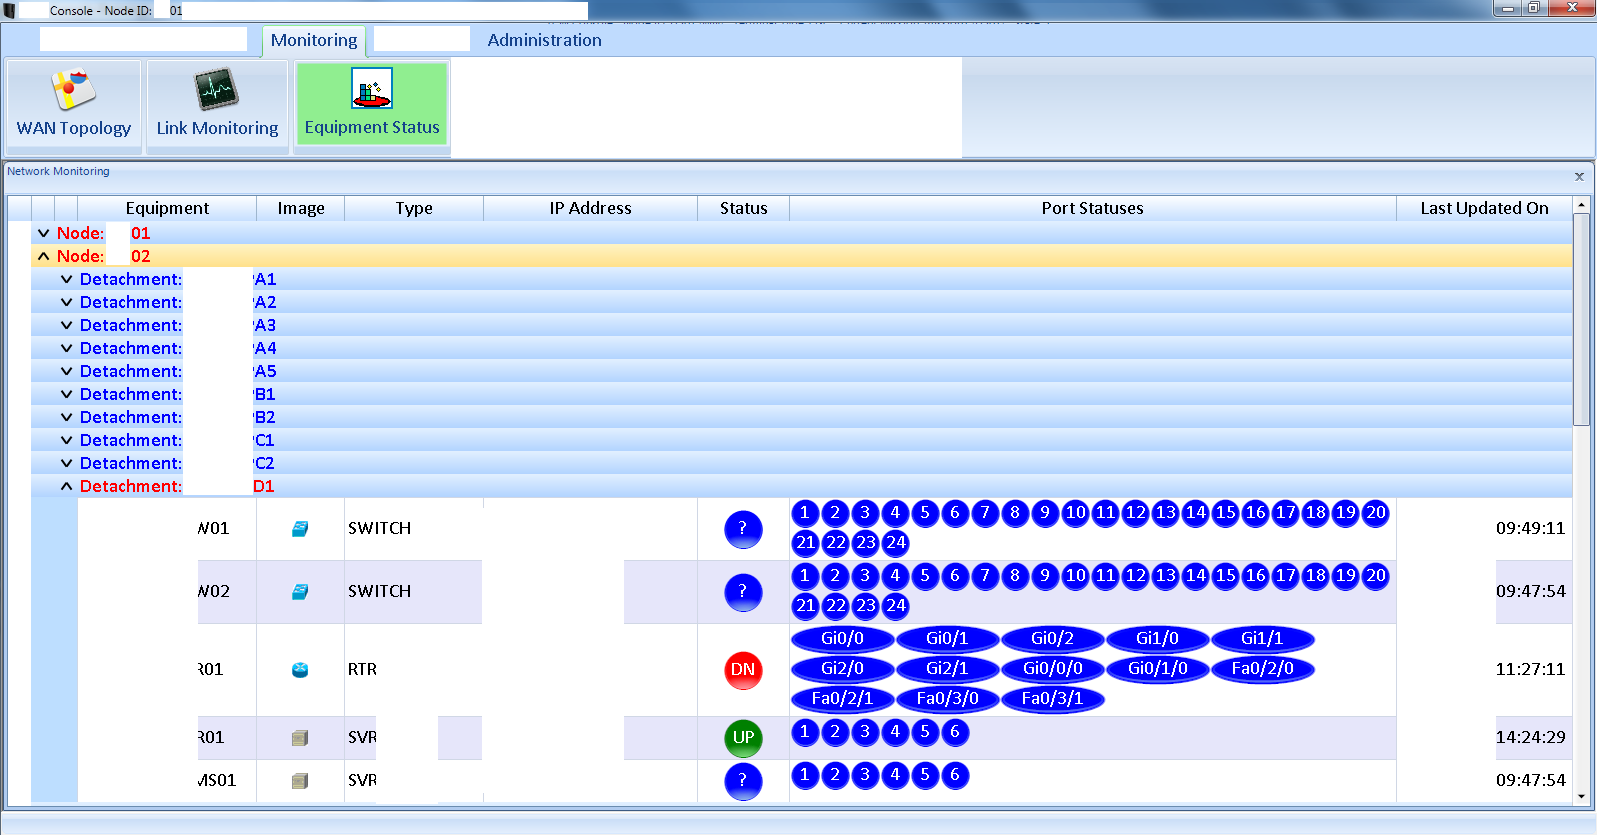 Console - Node ID: 01
Monitoring Administration
WAN Topology Link Monitoring Equipment Status
Network Monitoring
Equipment Image Type IP Address Status Port Statuses Last Updated On
Node: 01
Node: 02
Detachment: A1
Detachment: A2
Detachment: A3
Detachment: A4
Detachment: A5
Detachment: B1
Detachment: B2
Detachment: C1
Detachment: C2
Detachment: D1
1 2 3 4 5 6 7 8 9 10 11 12 13 14 15 16 17 18 19 20
W01 SWITCH ? 09:49:11
21 22 23 24
1 2 3 4 5 6 7 8 9 10 11 12 13 14 15 16 17 18 19 20
W02 SWITCH ? 09:47:54
21 22 23 24
Gi0/0 Gi0/1 Gi0/2 Gi1/0 Gi1/1
R01 RTR DN Gi2/0 Gi2/1 Gi0/0/0 Gi0/1/0 Fa0/2/0 11:27:11
Fa0/2/1 Fa0/3/0 Fa0/3/1
R01 SVR UP 1 2 3 4 5 6 14:24:29
MS01 SVR ? 1 2 3 4 5 6 09:47:54